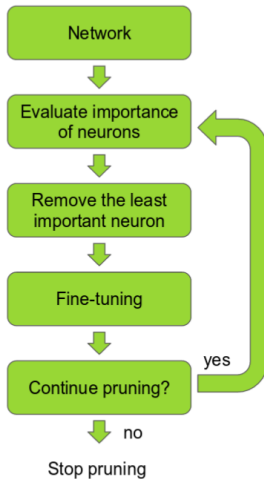 Network
Evaluate importance
of neurons
Remove the least
important neuron
Fine-tuning
yes
Continue pruning?
no
Stop pruning